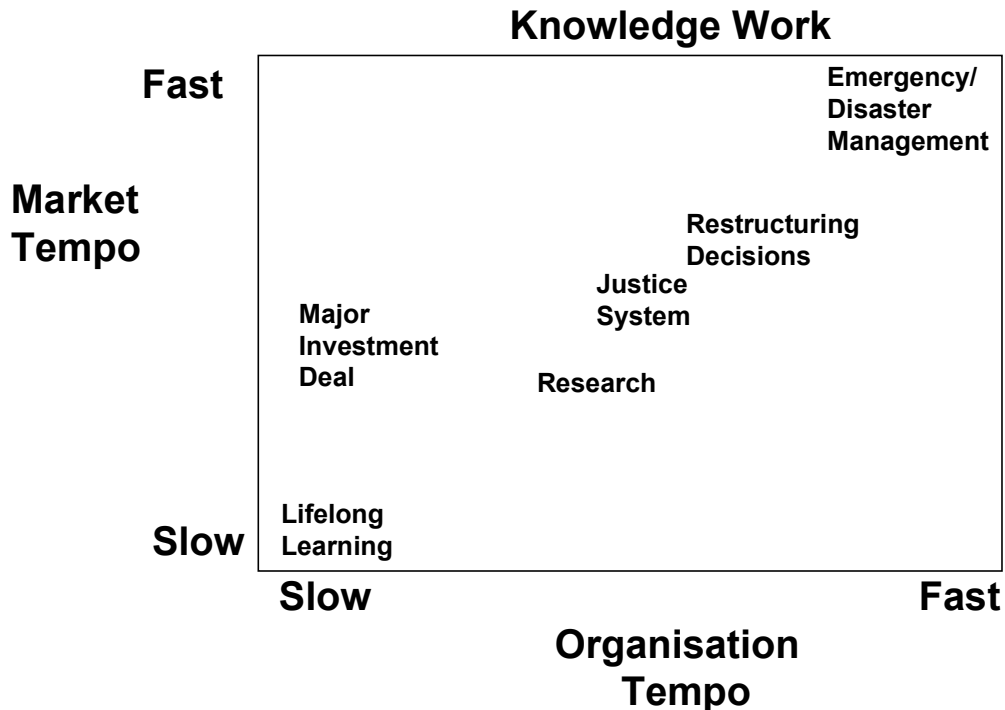 Knowledge Work
Fast
Emergency/
Disaster
Management
Market
Tempo
Restructuring
Decisions
Justice
System
Major
Investment
Deal
Research
Lifelong
Learning
Slow
Slow
Fast
Organisation
Tempo